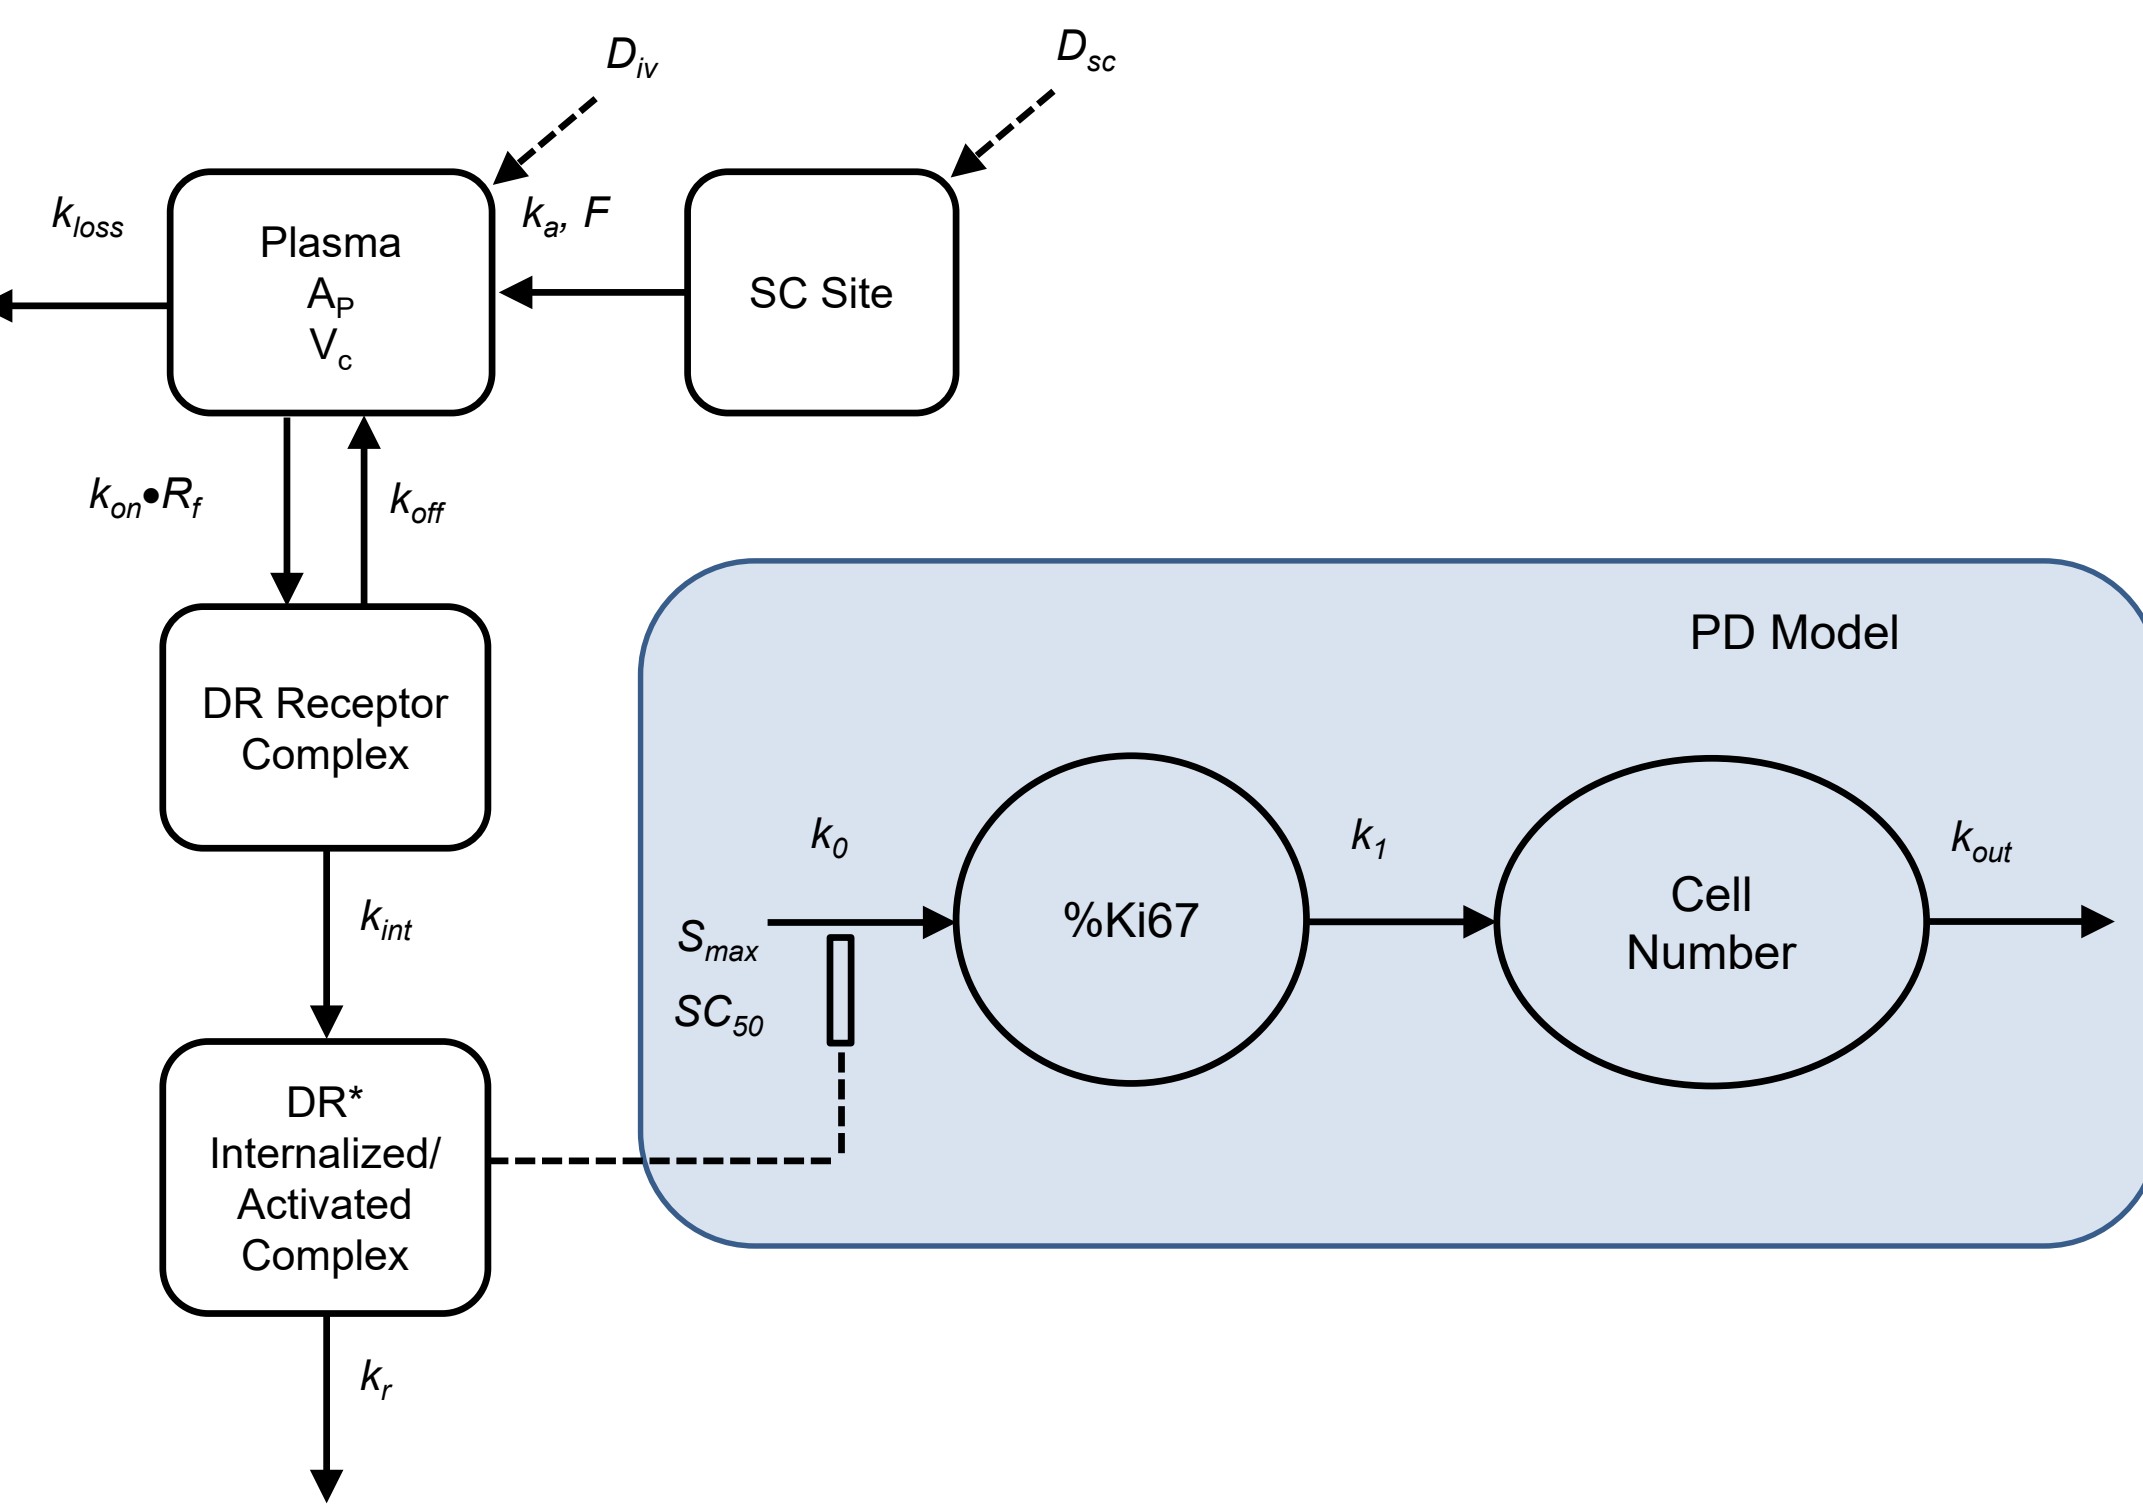 D_iv
D_sc
k_loss
Plasma
A_P
V_c
k_a, F
SC Site
k_on•R_f
k_off
DR Receptor
Complex
k_int
DR*
Internalized/
Activated
Complex
k_r
PD Model
k_0
S_max
SC_50
%Ki67
k_1
Cell
Number
k_out